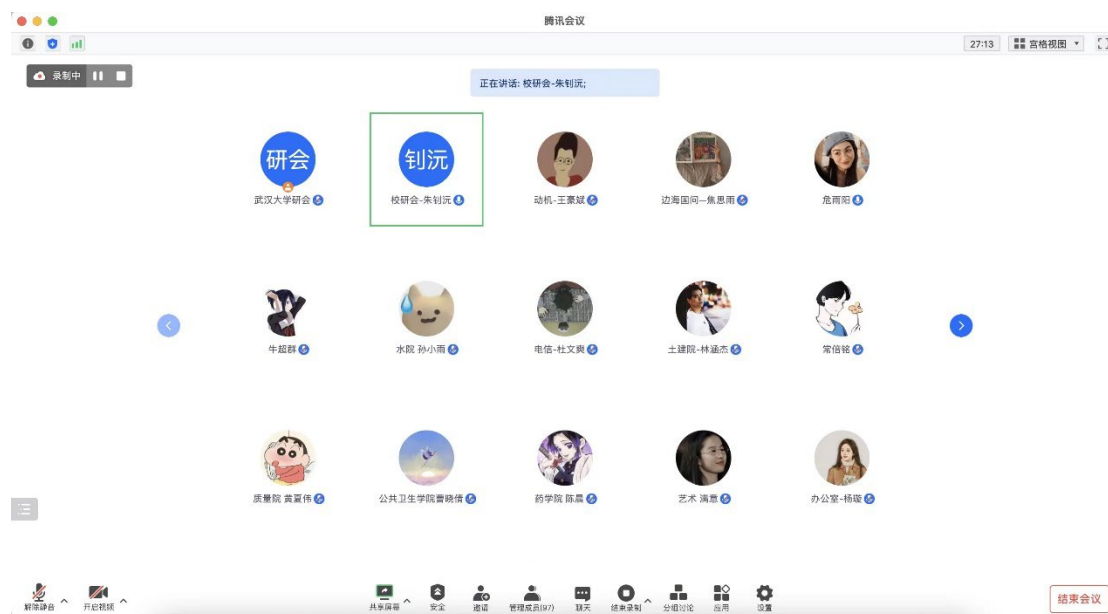 腾讯会议
27:13 宫格视图
录制中
正在讲话: 校研会-朱钊沅;
研会 钊沅
武汉大学研会 校研会-朱钊沅 动机-王豪斌 边海国问—焦思雨 危雨阳
牛超群 水院 孙小雨 电信-杜文爽 土建院-林涵杰 常倍铭
质量院 黄夏伟 公共卫生学院曹晓倩 药学院 陈晨 艺术 满意 办公室-杨璇
解除静音 开启视频 共享屏幕 安全 邀请 管理成员(97) 聊天 结束录制 分组讨论 应用 设置 结束会议